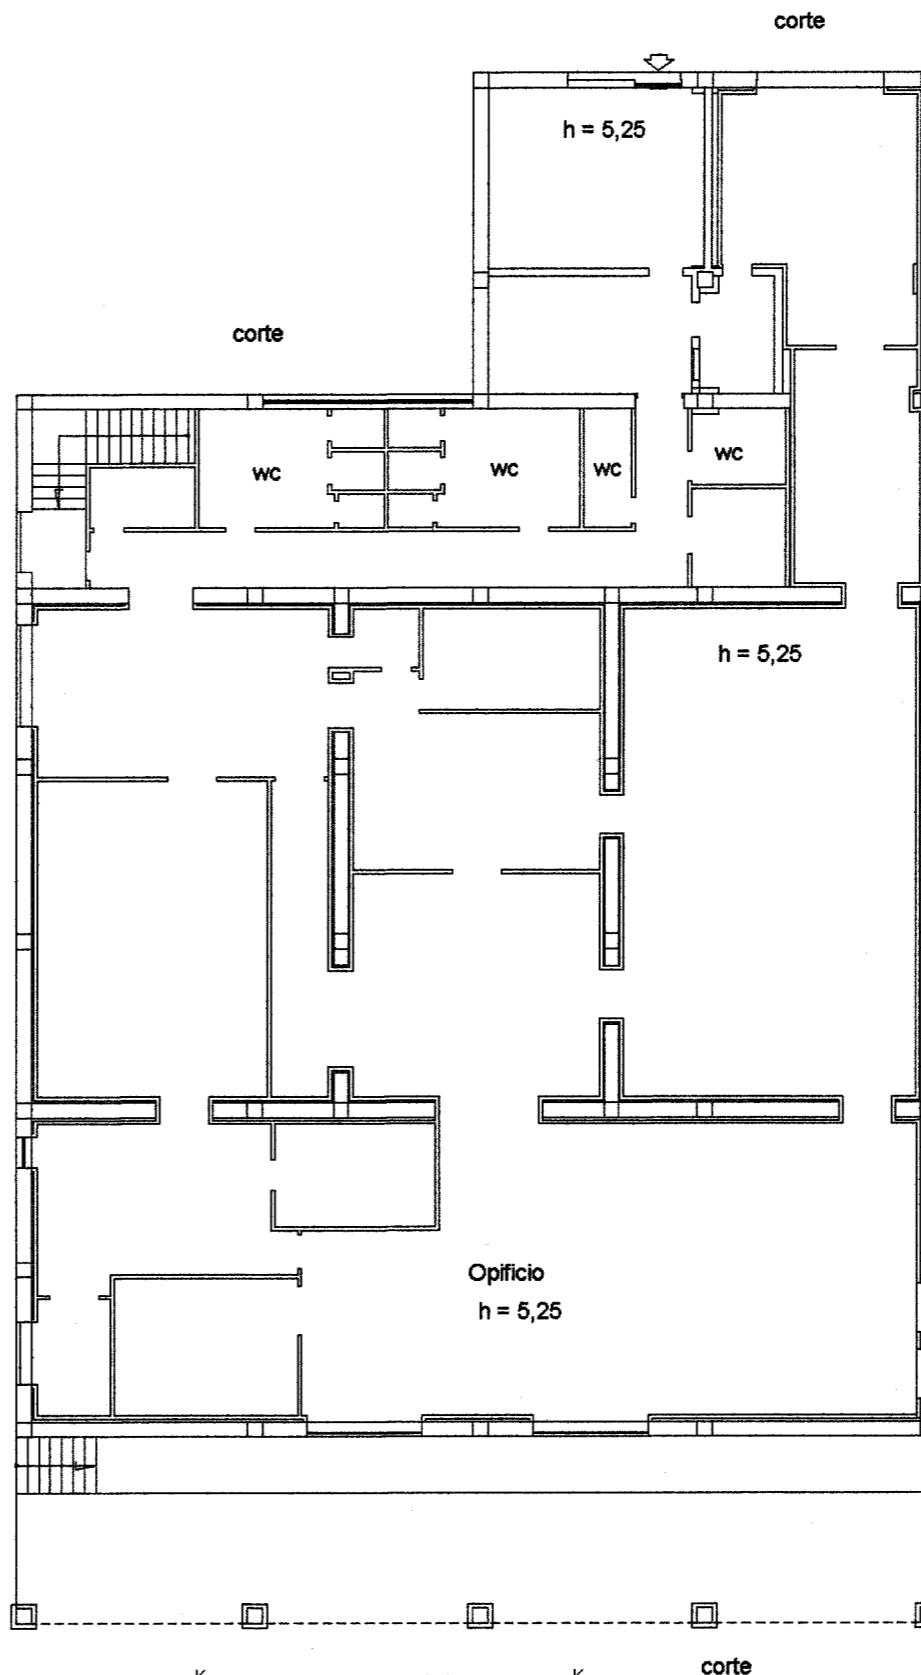 corte
h = 5,25
corte
wc
wc
wc
wc
h = 5,25
Opificio
h = 5,25
corte